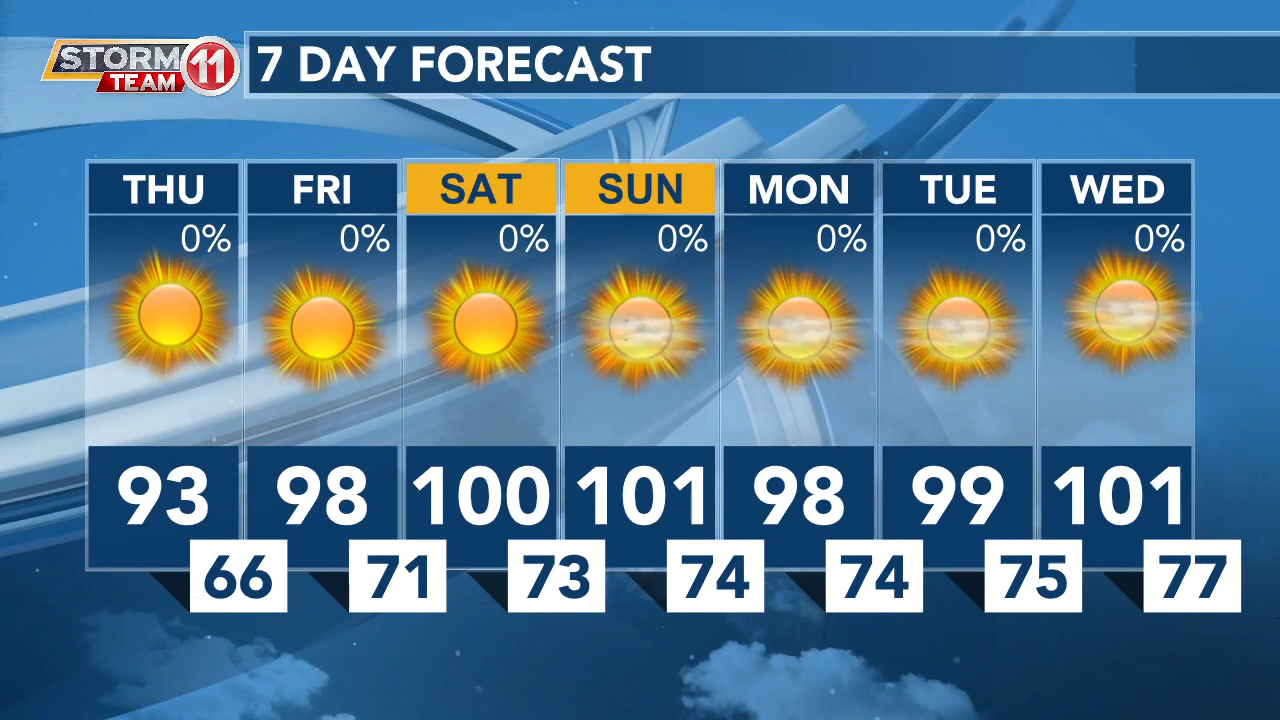 STORM
TEAM 11
7 DAY FORECAST
THU FRI SAT SUN MON TUE WED
0% 0% 0% 0% 0% 0% 0%
93 98 100 101 98 99 101
66 71 73 74 74 75 77